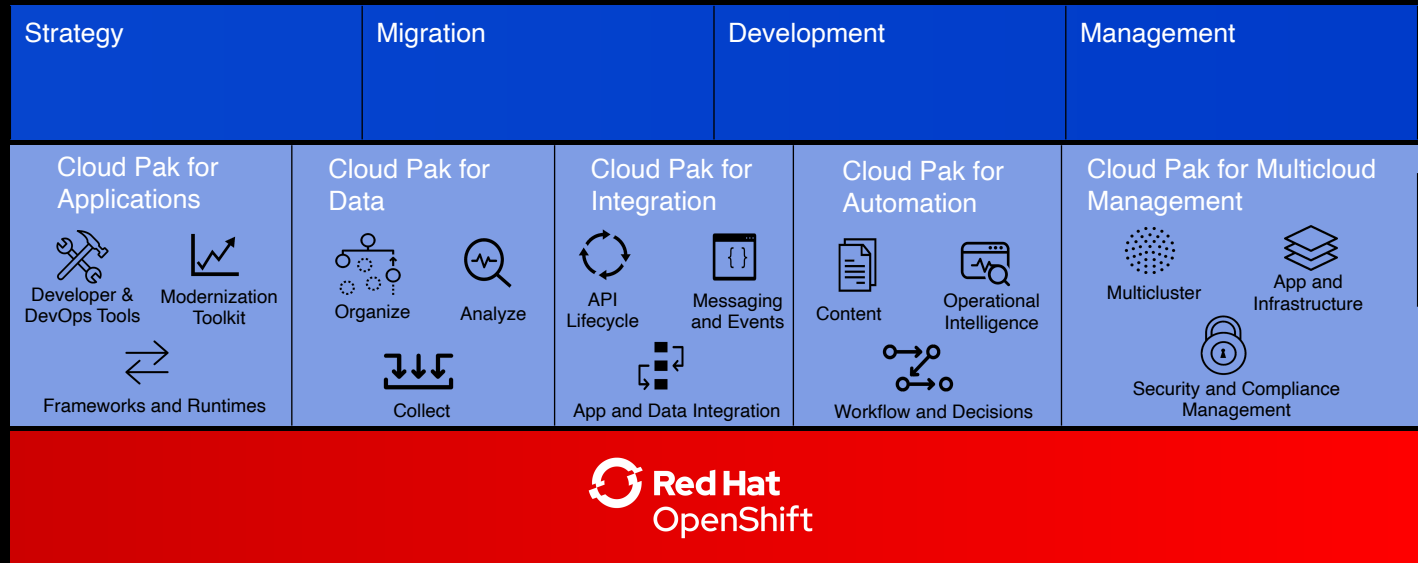 Strategy
Migration
Development
Management
Cloud Pak for
Applications
Developer &
DevOps Tools
Modernization
Toolkit
Frameworks and Runtimes
Cloud Pak for
Data
Organize
Analyze
Collect
Cloud Pak for
Integration
API
Lifecycle
{ }
Messaging
and Events
App and Data Integration
Cloud Pak for
Automation
Content
Operational
Intelligence
Workflow and Decisions
Cloud Pak for Multicloud
Management
Multicluster
App and
Infrastructure
1
Security and Compliance
Management
Red Hat
OpenShift